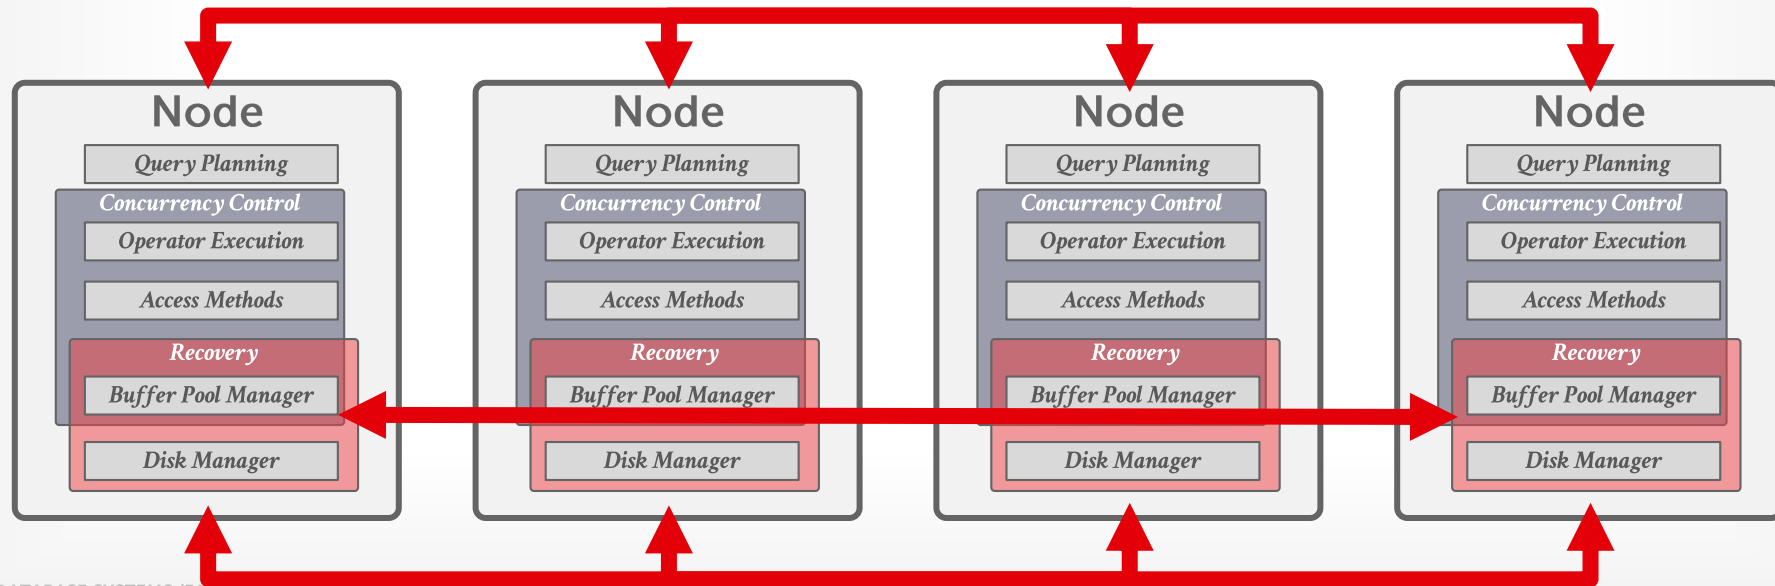 Node
Query Planning
Concurrency Control
Operator Execution
Access Methods
Recovery
Buffer Pool Manager
Disk Manager
Node
Query Planning
Concurrency Control
Operator Execution
Access Methods
Recovery
Buffer Pool Manager
Disk Manager
Node
Query Planning
Concurrency Control
Operator Execution
Access Methods
Recovery
Buffer Pool Manager
Disk Manager
Node
Query Planning
Concurrency Control
Operator Execution
Access Methods
Recovery
Buffer Pool Manager
Disk Manager